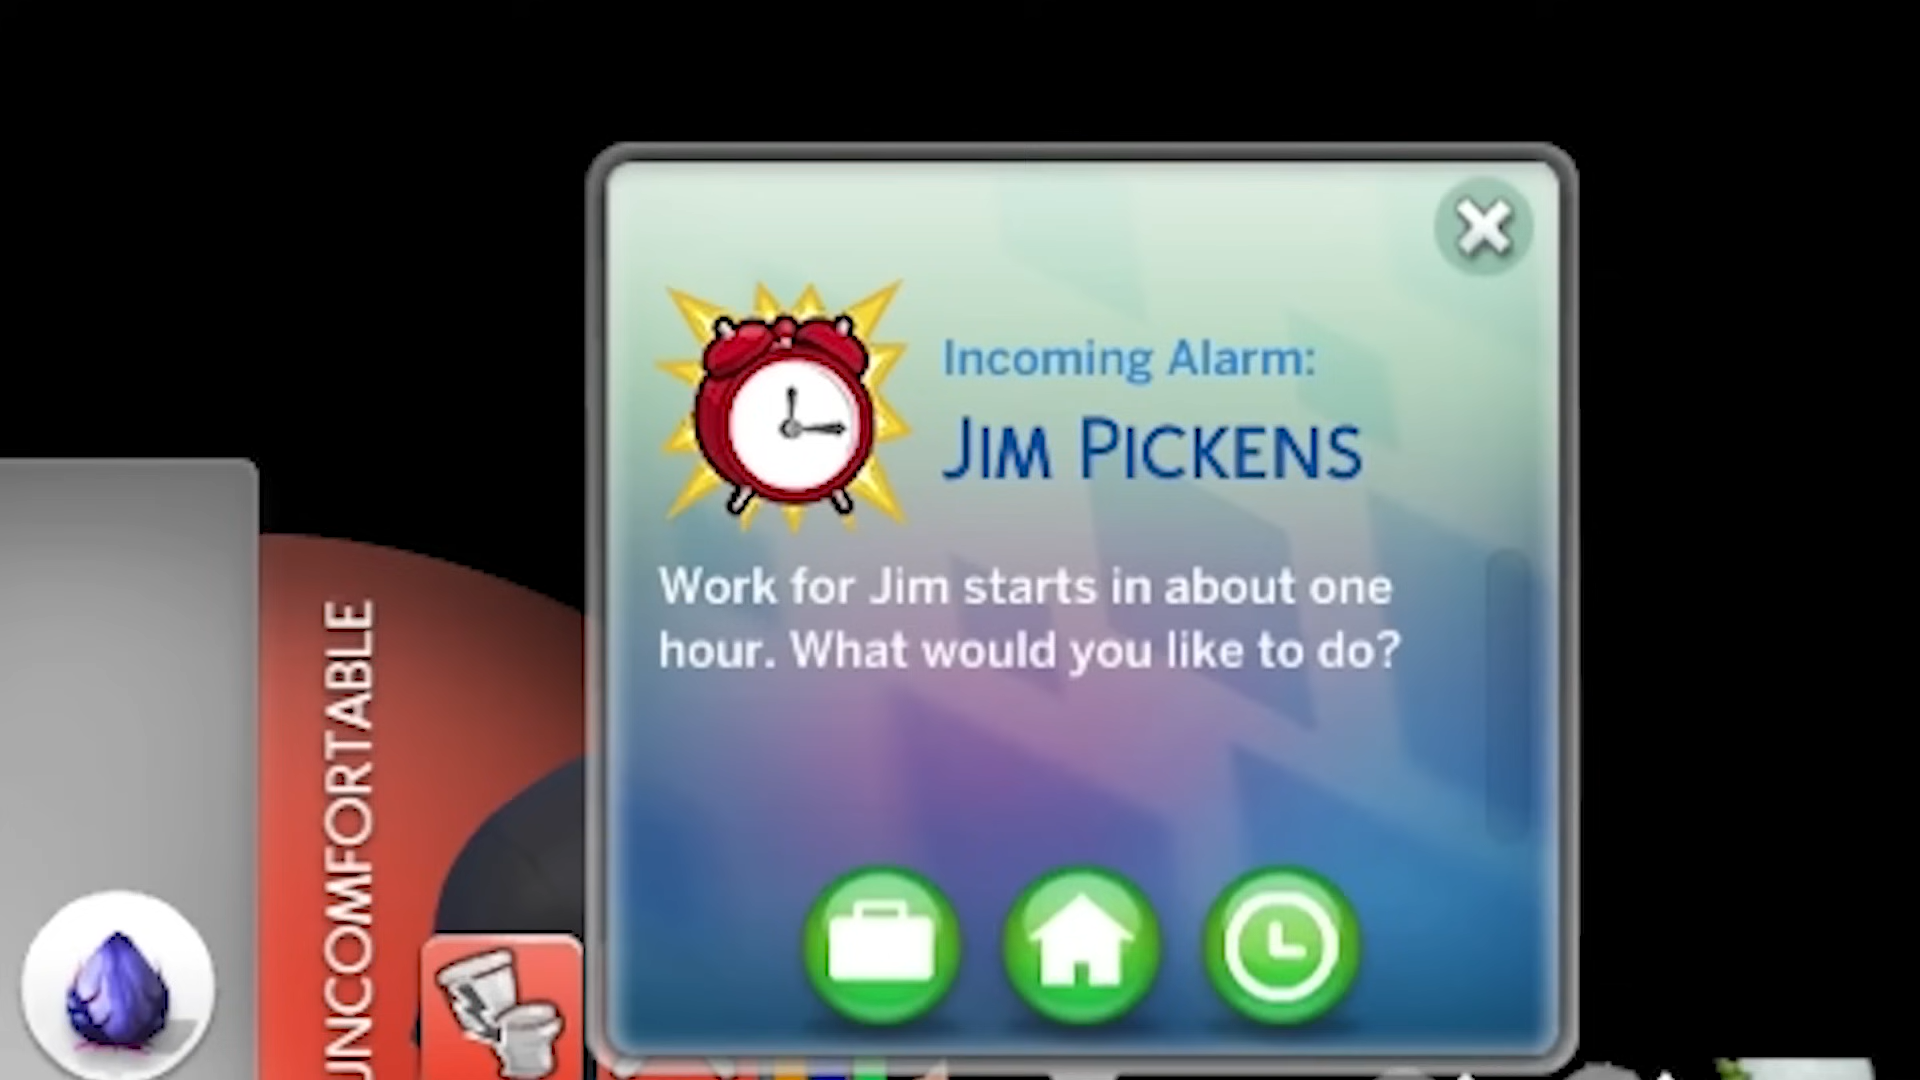 Incoming Alarm:
JIM PICKENS
Work for Jim starts in about one
hour. What would you like to do?
UNCOMFORTABLE